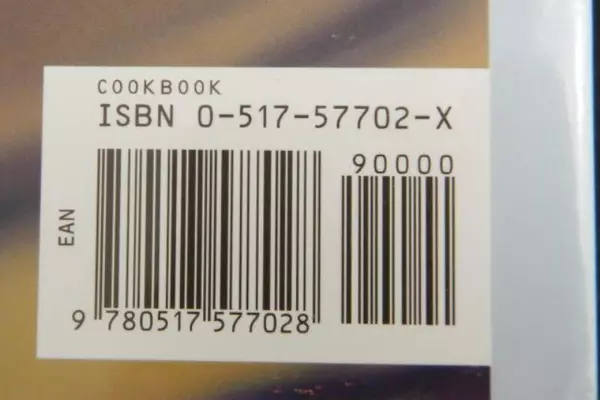 COOKBOOK
ISBN 0-517-57702-X
90000
EAN
9 780517 577028